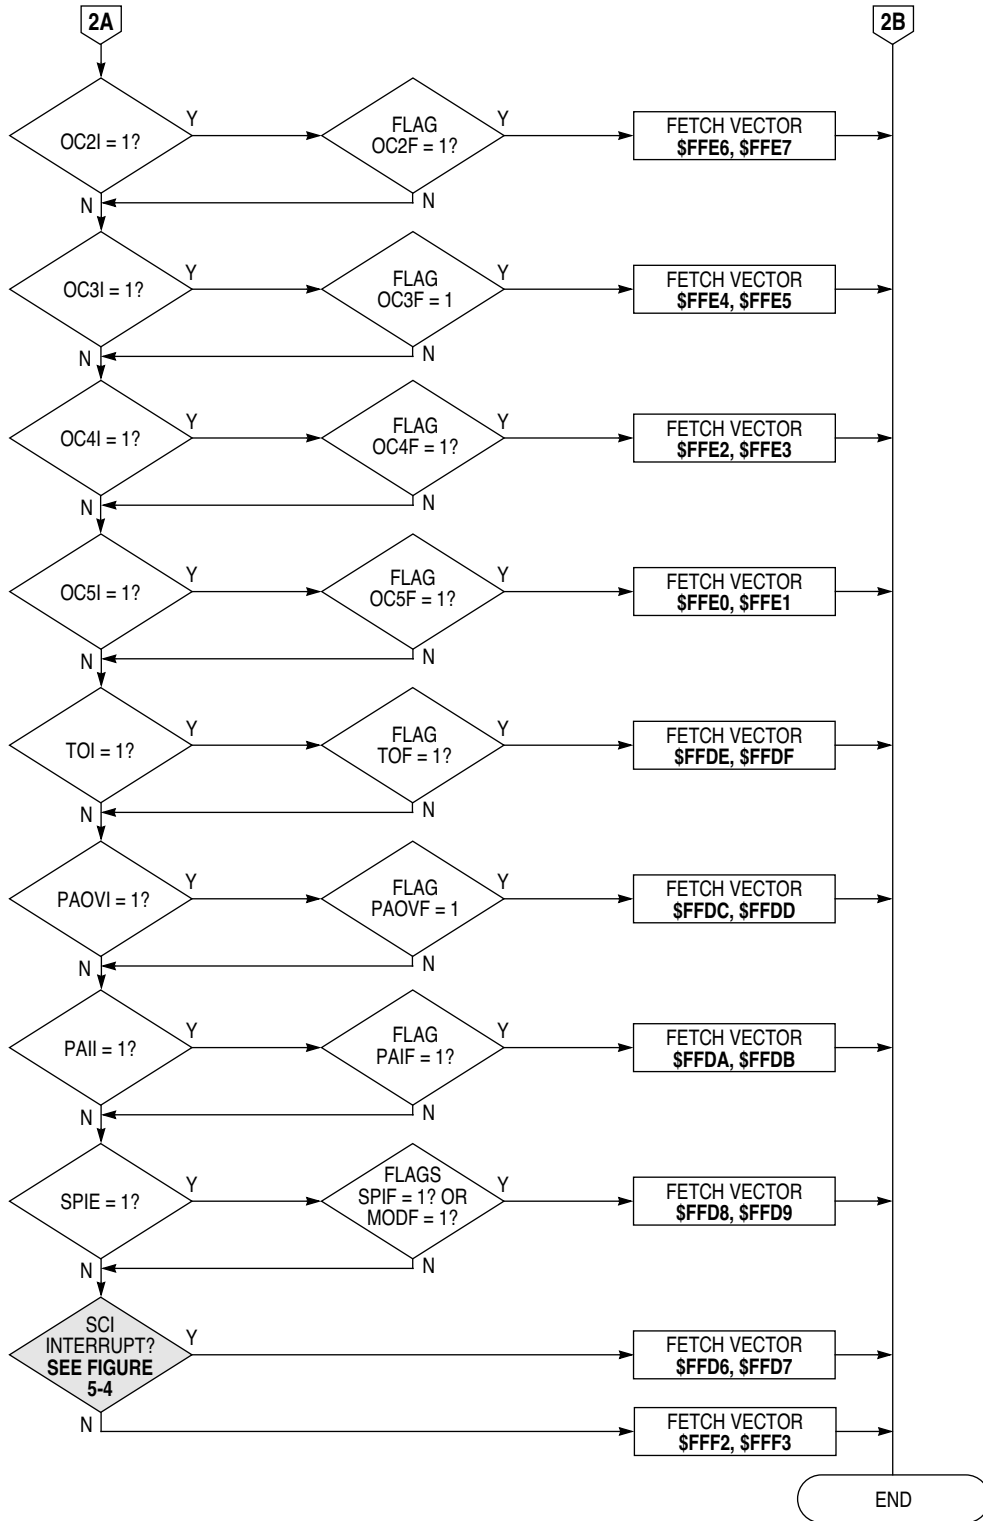 2A
2B
OC2I = 1?
Y
FLAG
OC2F = 1?
Y
FETCH VECTOR
$FFE6, $FFE7
N
N
OC3I = 1?
Y
FLAG
OC3F = 1
Y
FETCH VECTOR
$FFE4, $FFE5
N
N
OC4I = 1?
Y
FLAG
OC4F = 1?
Y
FETCH VECTOR
$FFE2, $FFE3
N
N
OC5I = 1?
Y
FLAG
OC5F = 1?
Y
FETCH VECTOR
$FFE0, $FFE1
N
N
TOI = 1?
Y
FLAG
TOF = 1?
Y
FETCH VECTOR
$FFDE, $FFDF
N
N
PAOVI = 1?
Y
FLAG
PAOVF = 1
Y
FETCH VECTOR
$FFDC, $FFDD
N
N
PAII = 1?
Y
FLAG
PAIF = 1?
Y
FETCH VECTOR
$FFDA, $FFDB
N
N
SPIE = 1?
Y
FLAGS
SPIF = 1? OR
MODF = 1?
Y
FETCH VECTOR
$FFD8, $FFD9
N
N
SCI
INTERRUPT?
SEE FIGURE
5-4
Y
FETCH VECTOR
$FFD6, $FFD7
N
FETCH VECTOR
$FFF2, $FFF3
END